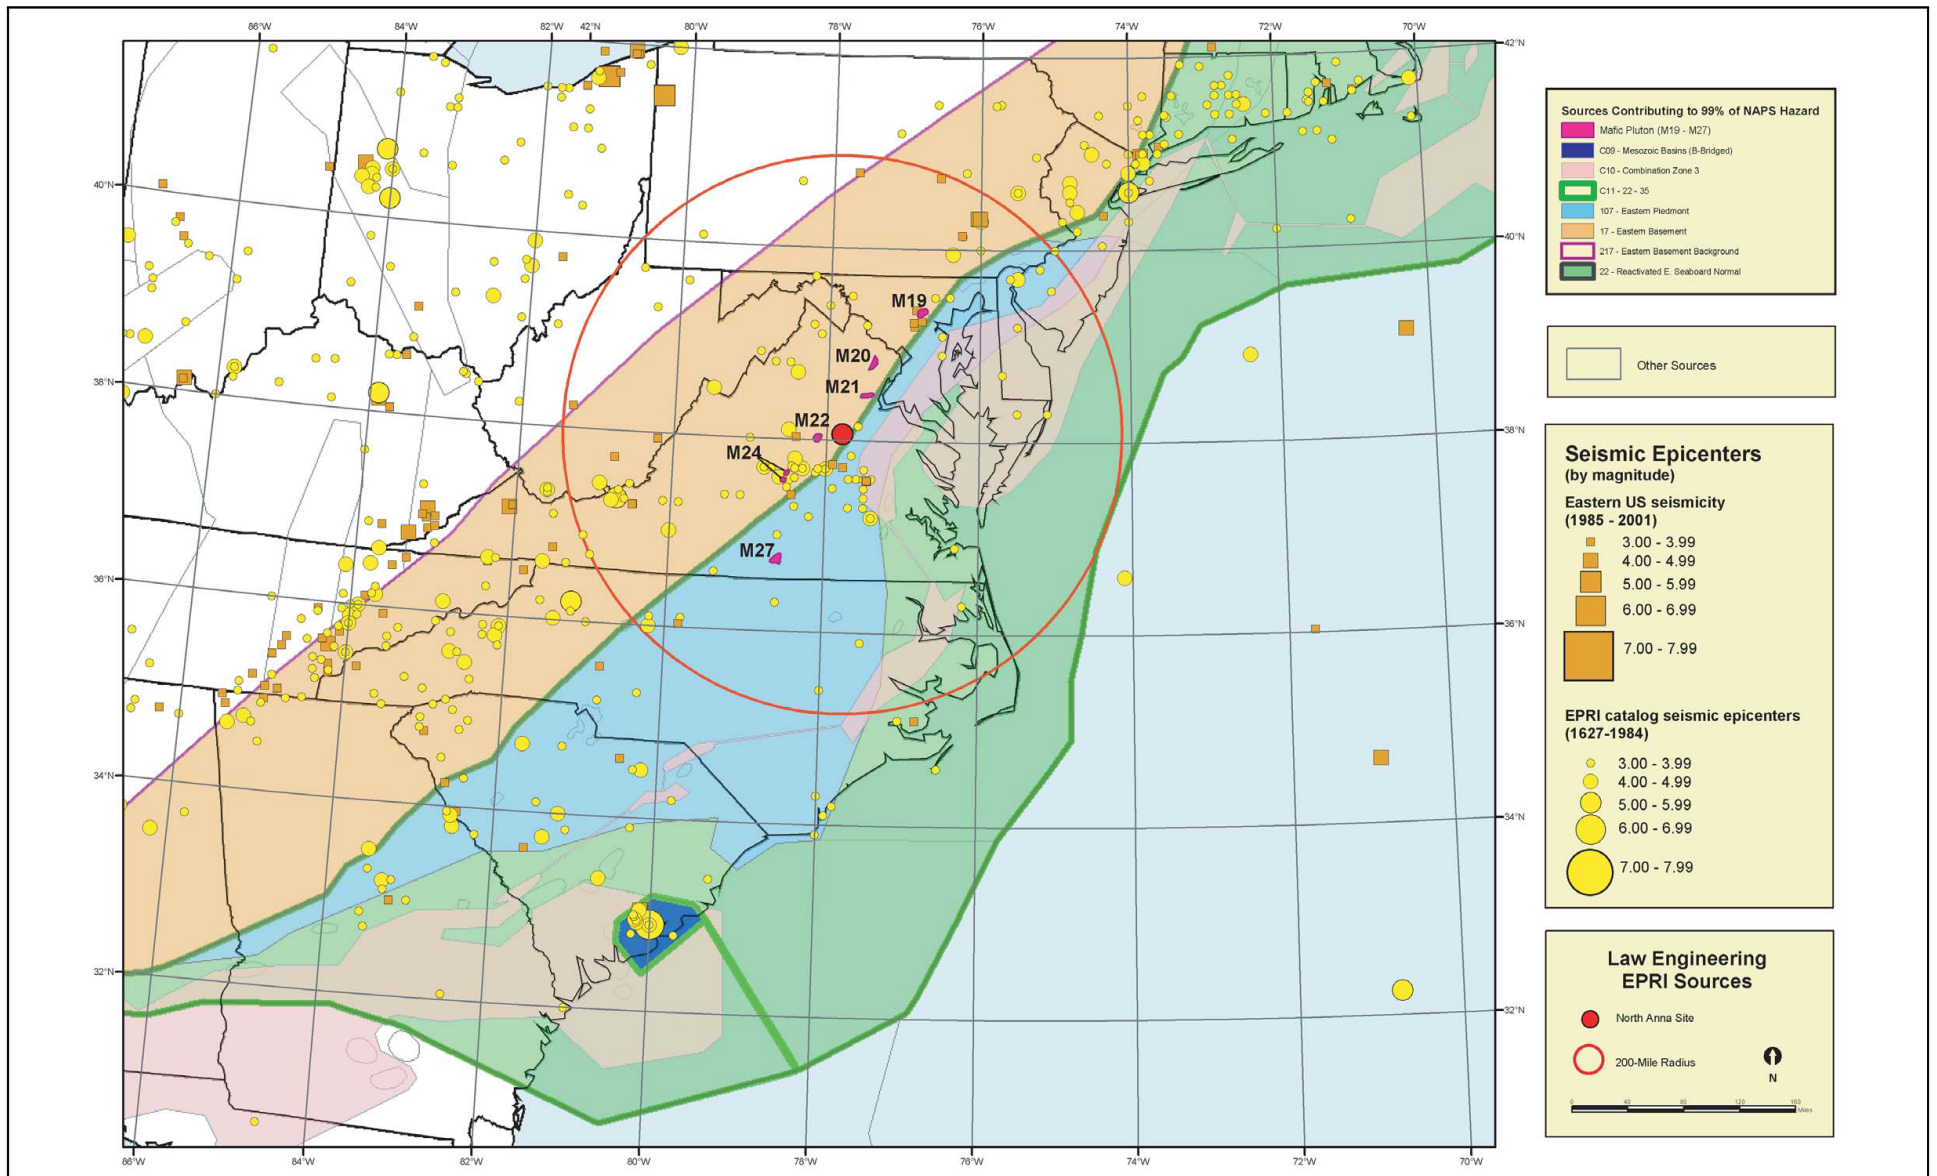 86°W 84°W 82°W 42°N 80°W 78°W 76°W 74°W 72°W 70°W
42°N
40°N
40°N
38°N
38°N
36°N
36°N
34°N
34°N
32°N
32°N
86°W 84°W 82°W 80°W 78°W 76°W 74°W 72°W 70°W
M19
M20
M21
M22
M24
M27
Sources Contributing to 99% of NAPS Hazard
Mafic Pluton (M19 - M27)
C09 - Mesozoic Basins (B-Bridged)
C10 - Combination Zone 3
C11 - 22 - 35
107 - Eastern Piedmont
17 - Eastern Basement
217 - Eastern Basement Background
22 - Reactivated E. Seaboard Normal
Other Sources
Seismic Epicenters
(by magnitude)
Eastern US seismicity
(1985 - 2001)
3.00 - 3.99
4.00 - 4.99
5.00 - 5.99
6.00 - 6.99
7.00 - 7.99
EPRI catalog seismic epicenters
(1627-1984)
3.00 - 3.99
4.00 - 4.99
5.00 - 5.99
6.00 - 6.99
7.00 - 7.99
Law Engineering
EPRI Sources
North Anna Site
200-Mile Radius
N
0 40 80 120 160
Miles